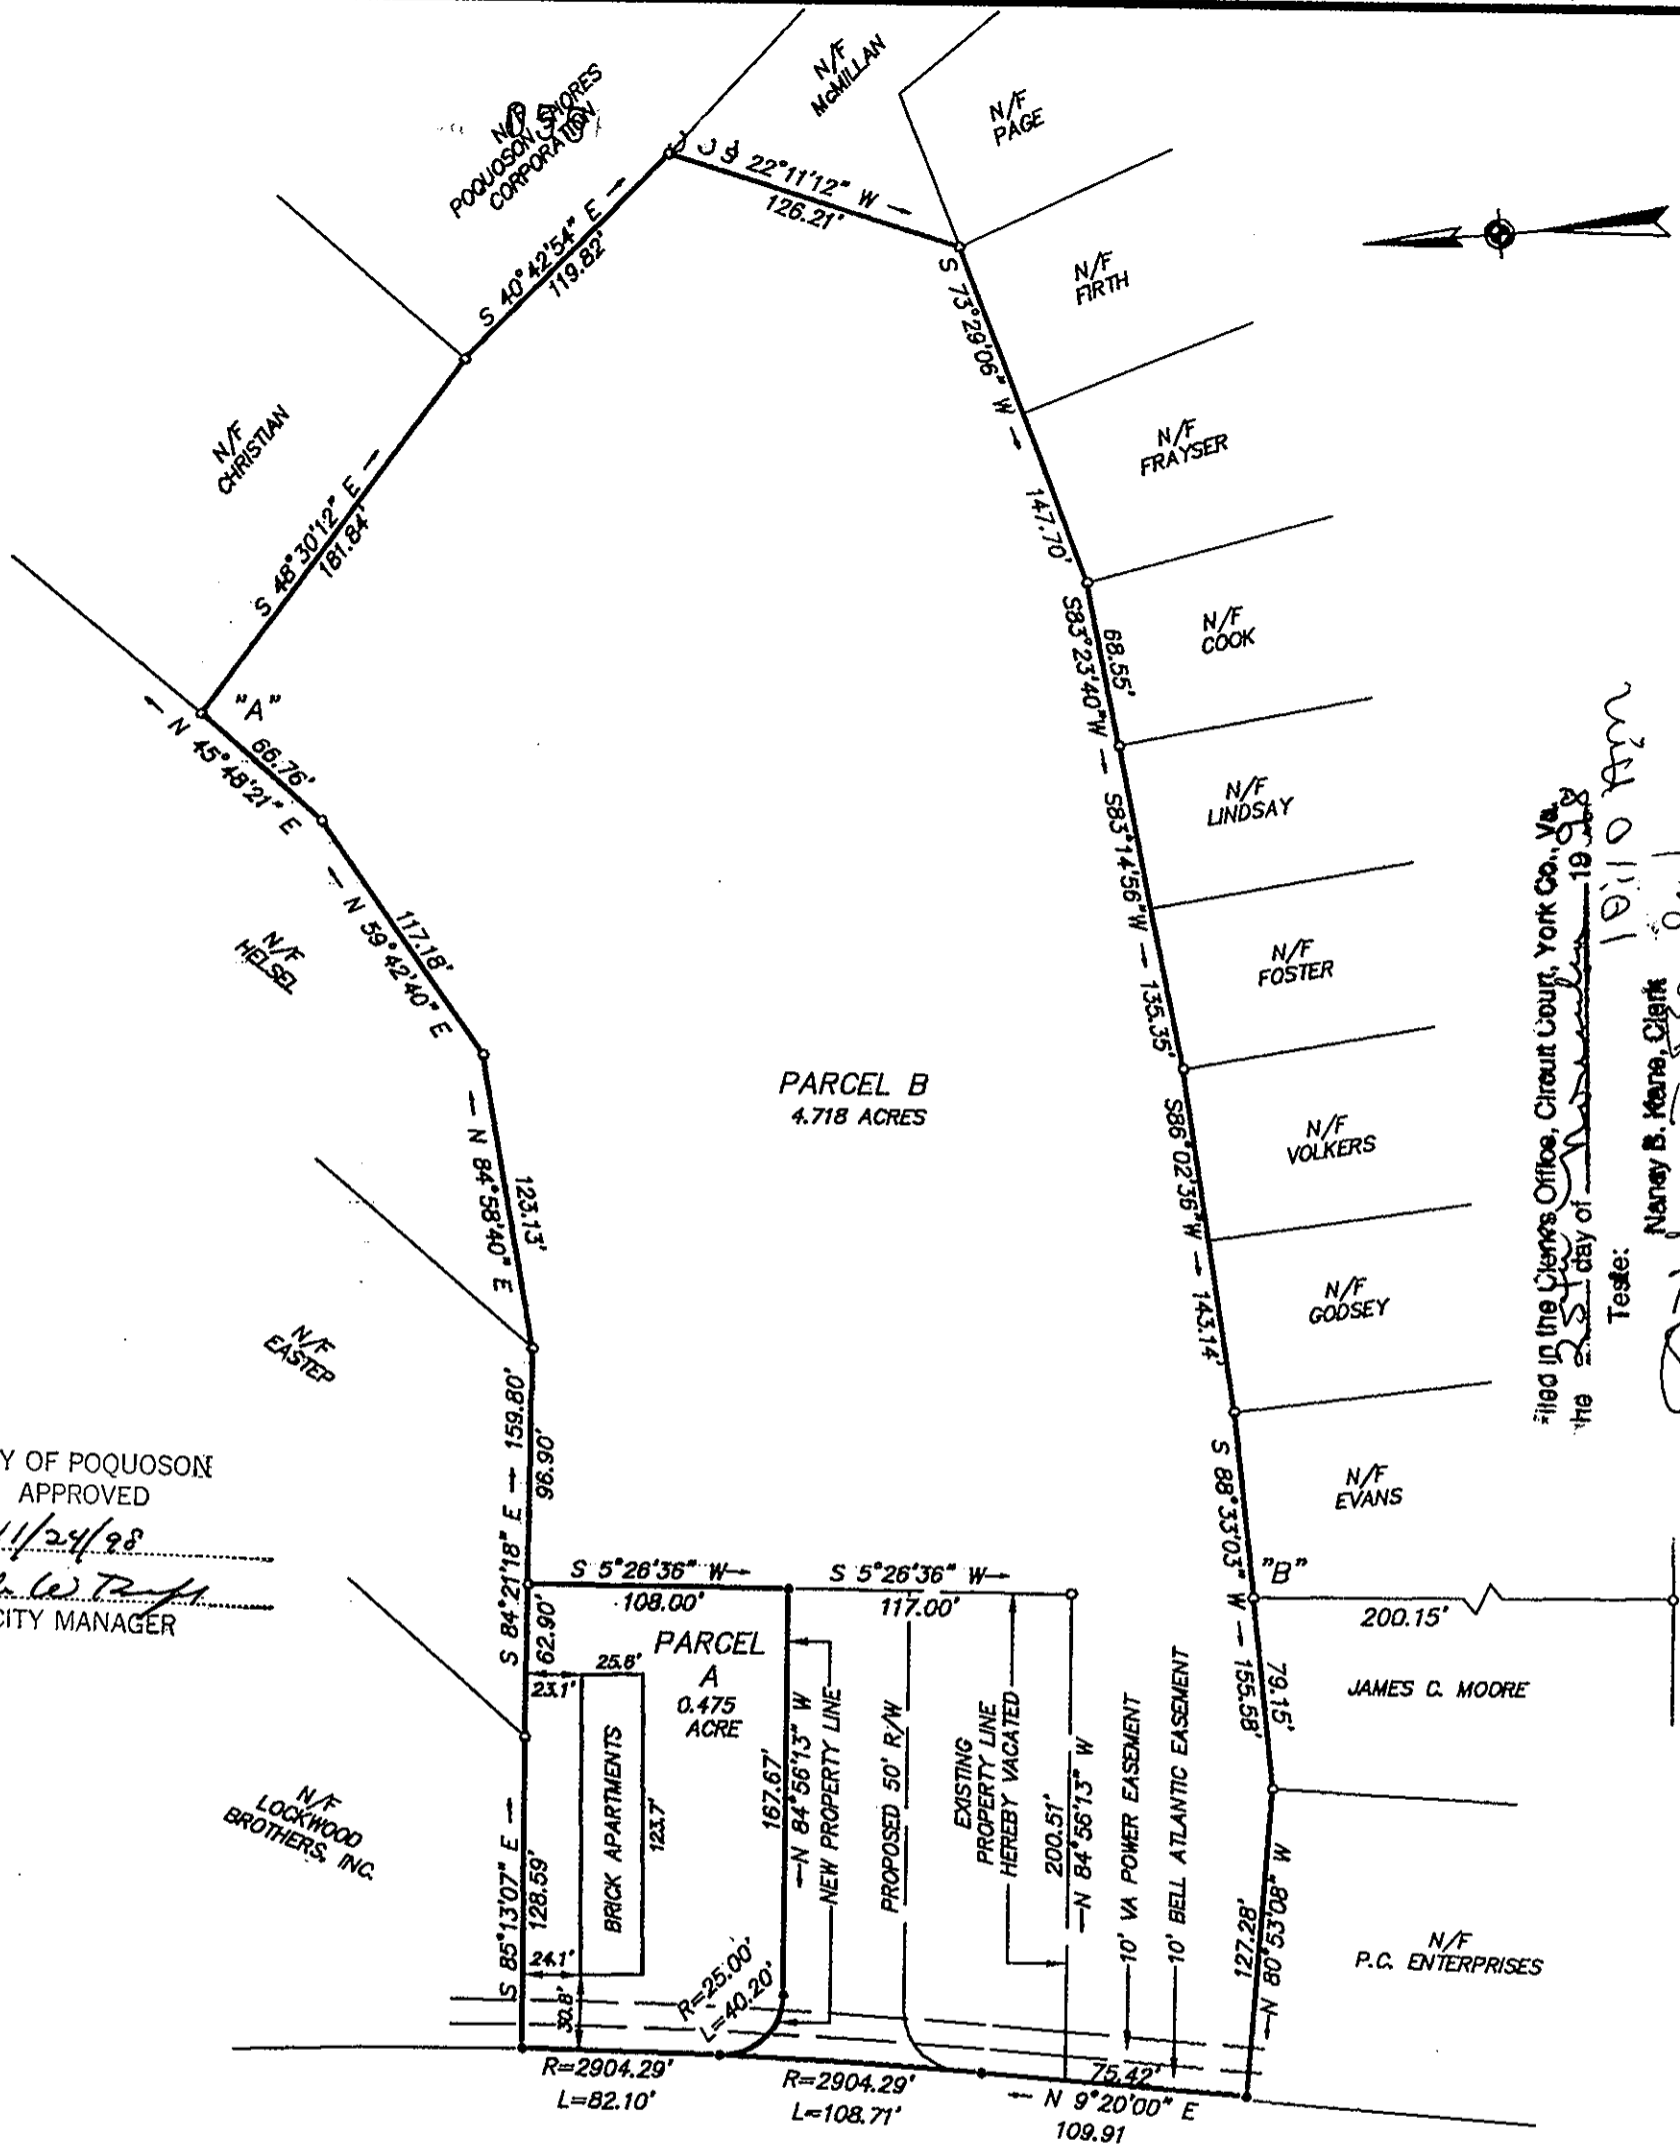 N/F
McMILLAN
N/F
POQUOSON SHORES
CORPORATION
N/F
PAGE
S 22°11'12" W
126.21'
S 40°42'54" E
119.82'
N/F
FIRTH
S 73°29'06" W
147.70'
N/F
CHRISTIAN
S 48°30'12" E
181.84'
N/F
FRAYSER
N/F
COOK
68.55'
S83°23'40"W
"A"
66.76'
N 45°48'21" E
N/F
LINDSAY
S83°14'56"W
135.35'
117.18'
N 59°42'40" E
N/F
HELSEL
N/F
FOSTER
PARCEL B
4.718 ACRES
N/F
VOLKERS
S86°02'36"W
143.14'
123.13'
N 84°58'40" E
N/F
GODSEY
N/F
EASTEP
S 84°21'18" E
159.80'
96.90'
62.90'
N/F
EVANS
S 88°33'03" W
155.58'
79.15'
"B"
200.15'
JAMES C. MOORE
Y OF POQUOSON
APPROVED
11/24/98
CITY MANAGER
S 5°26'36" W
108.00'
S 5°26'36" W
117.00'
PARCEL
A
0.475
ACRE
25.6'
23.1'
BRICK APARTMENTS
123.7'
167.67'
N 84°56'13" W
NEW PROPERTY LINE
PROPOSED 50' R/W
EXISTING
PROPERTY LINE
HEREBY VACATED
200.51'
N 84°56'13" W
10' VA POWER EASEMENT
10' BELL ATLANTIC EASEMENT
N/F
LOCKWOOD
BROTHERS, INC.
S 85°13'07" E
128.59'
24.1'
30.8'
R=25.00'
L=40.20'
127.28'
N 80°53'08" W
N/F
P.C. ENTERPRISES
R=2904.29'
L=82.10'
R=2904.29'
L=108.71'
75.42'
N 9°20'00" E
109.91
Filed in the Clerks Office, Circuit Court, York Co., Va.
the 25th day of November 1998
Teste:
Nancy B. Kane, Clerk